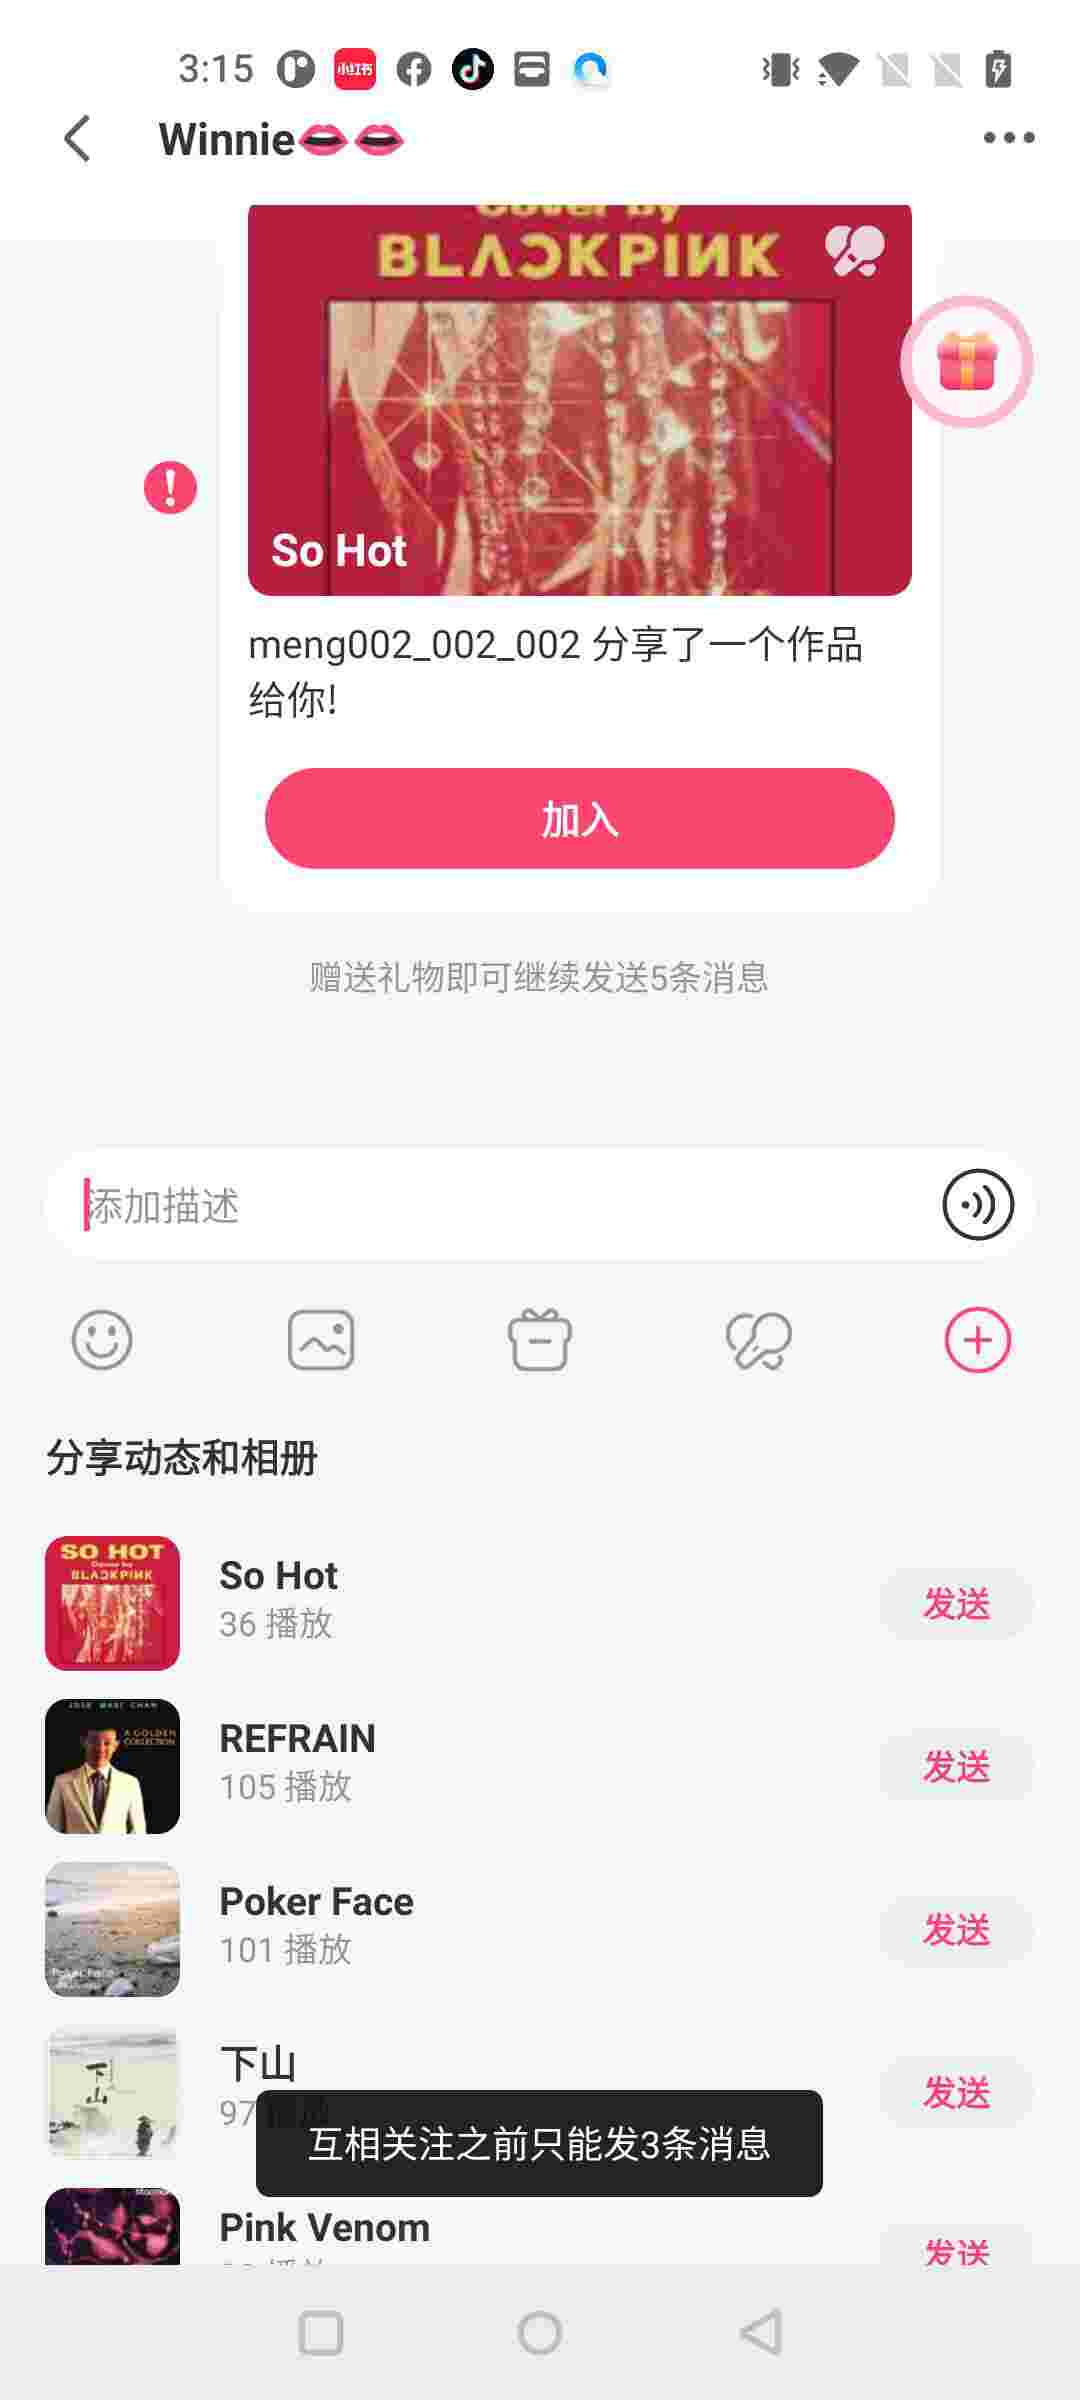 3:15
小红书
Winnie
Cover by
BLACKPINK
So Hot
meng002_002_002 分享了一个作品
给你!
加入
赠送礼物即可继续发送5条消息
添加描述
分享动态和相册
SO HOT
Cover by
BLACKPINK
So Hot
36 播放
发送
JOSE MARI CHAN
A GOLDEN
COLLECTION
REFRAIN
105 播放
发送
Poker Face
Poker Face
101 播放
发送
下山
下山
97
发送
互相关注之前只能发3条消息
Pink Venom
发送